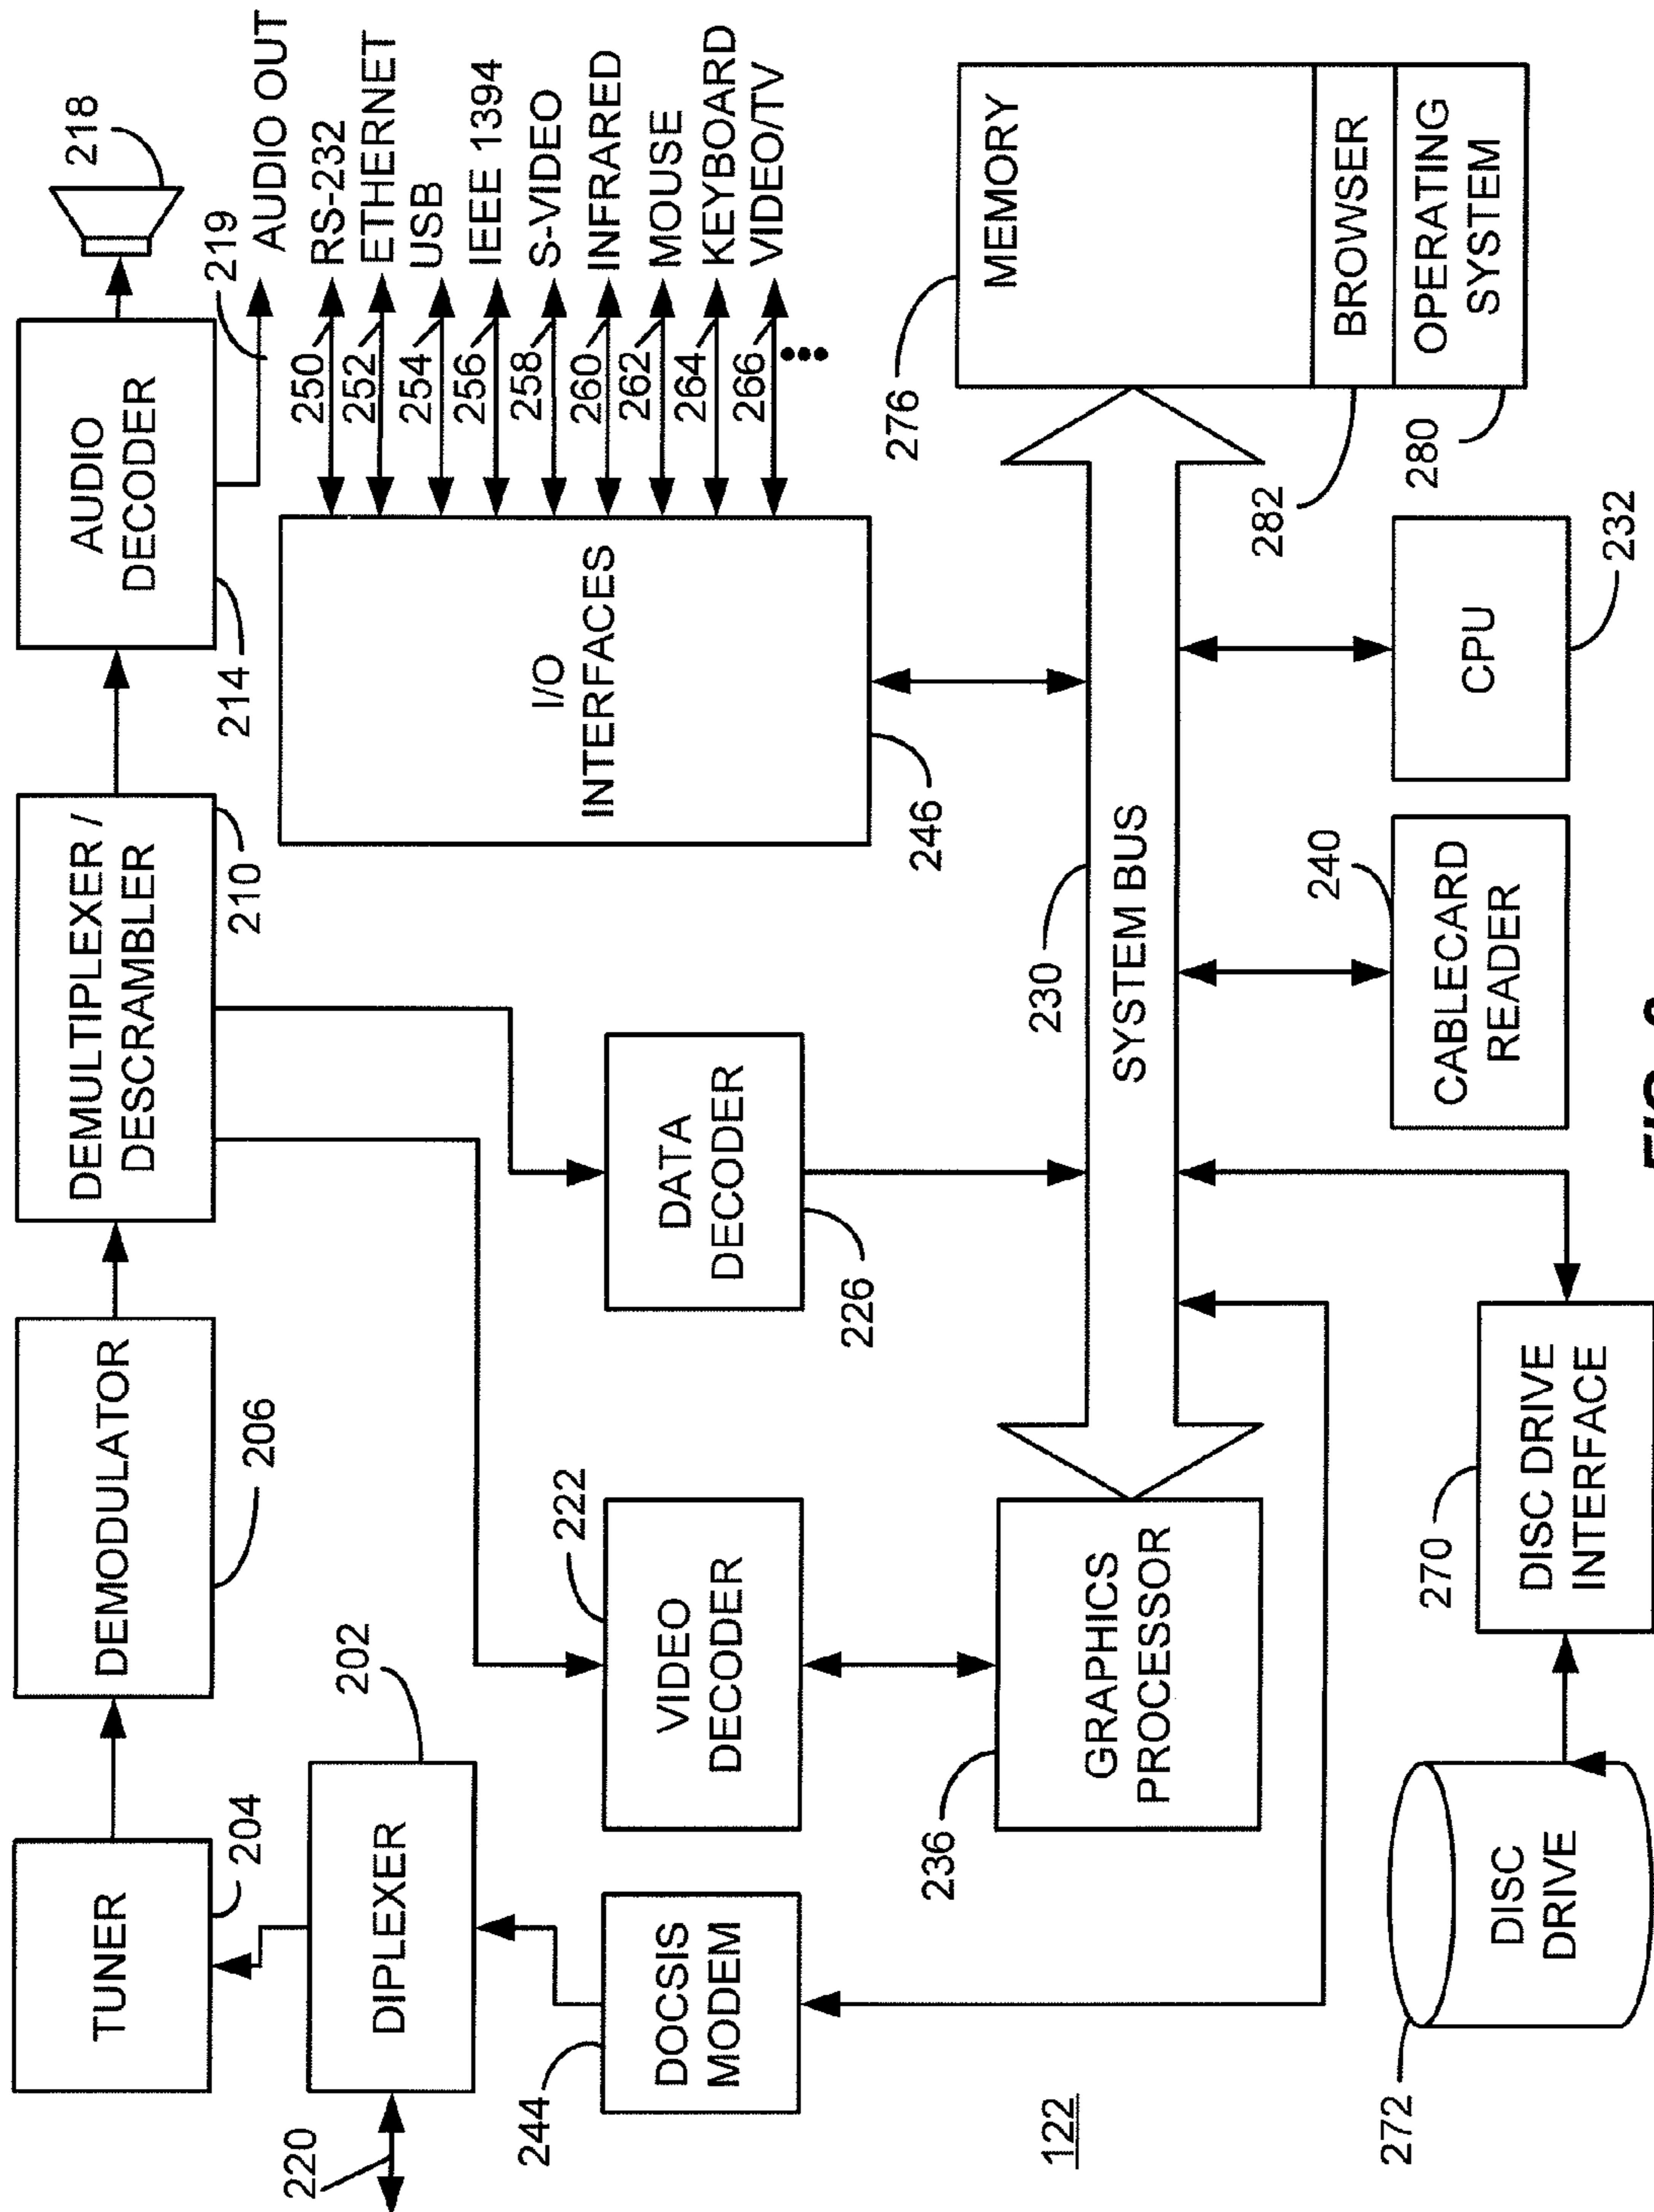 TUNER
204
DEMODULATOR
206
DEMULTIPLEXER /
DESCRAMBLER
210
AUDIO
DECODER
214
218
219
AUDIO OUT
220
DIPLEXER
202
250
RS-232
252
ETHERNET
254
USB
256
IEEE 1394
258
S-VIDEO
260
INFRARED
262
MOUSE
264
KEYBOARD
266
VIDEO/TV
I/O
INTERFACES
246
244
DOCSIS
MODEM
VIDEO
DECODER
222
DATA
DECODER
226
236
GRAPHICS
PROCESSOR
230
SYSTEM BUS
276
MEMORY
BROWSER
282
OPERATING
SYSTEM
280
122
272
DISC
DRIVE
270
DISC DRIVE
INTERFACE
240
CABLECARD
READER
CPU
232